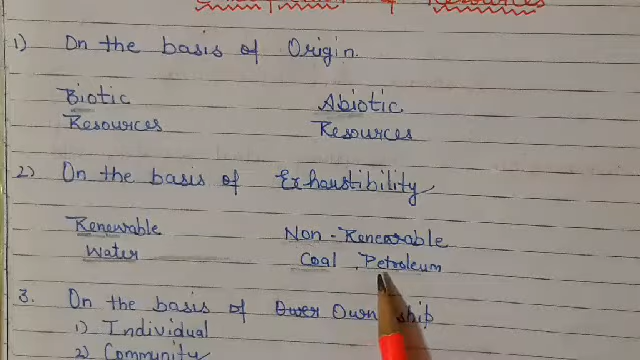 Resources
1) On the basis of Origin.
Biotic Abiotic
Resources Resources
2) On the basis of Exhaustibility
Renewable Non-Renewable
Water Coal, Petroleum
3. On the basis of Ownership
1) Individual
2) Community